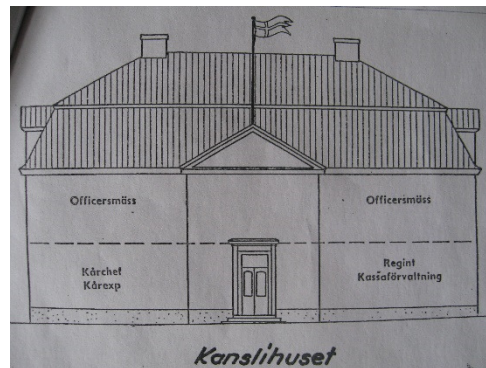 Officersmäss
Officersmäss
Kårchef
Kårexp
Regint
Kassaförvaltning
Kanslihuset